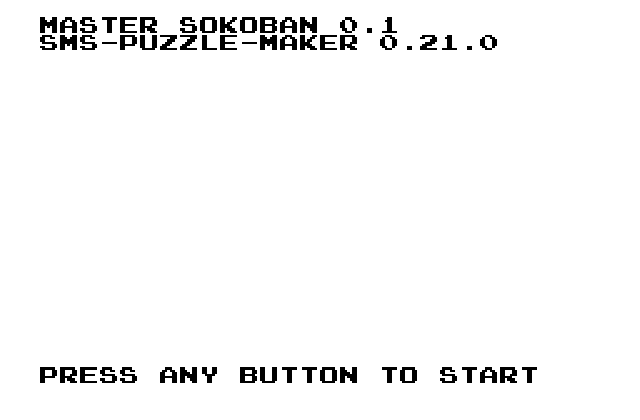 MASTER SOKOBAN 0.1
SMS-PUZZLE-MAKER 0.21.0
PRESS ANY BUTTON TO START